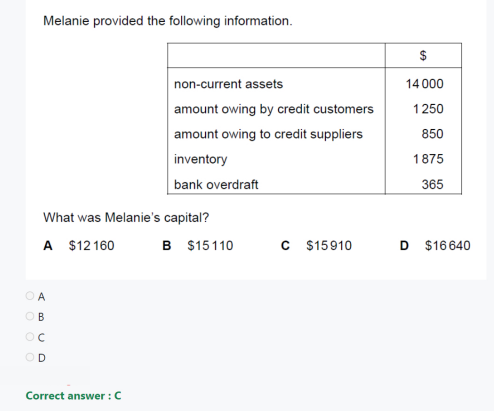 Melanie provided the following information.
$
non-current assets 14 000
amount owing by credit customers 1 250
amount owing to credit suppliers 850
inventory 1 875
bank overdraft 365
What was Melanie's capital?
A $12 160 B $15 110 C $15 910 D $16 640
A
B
C
D
Correct answer : C